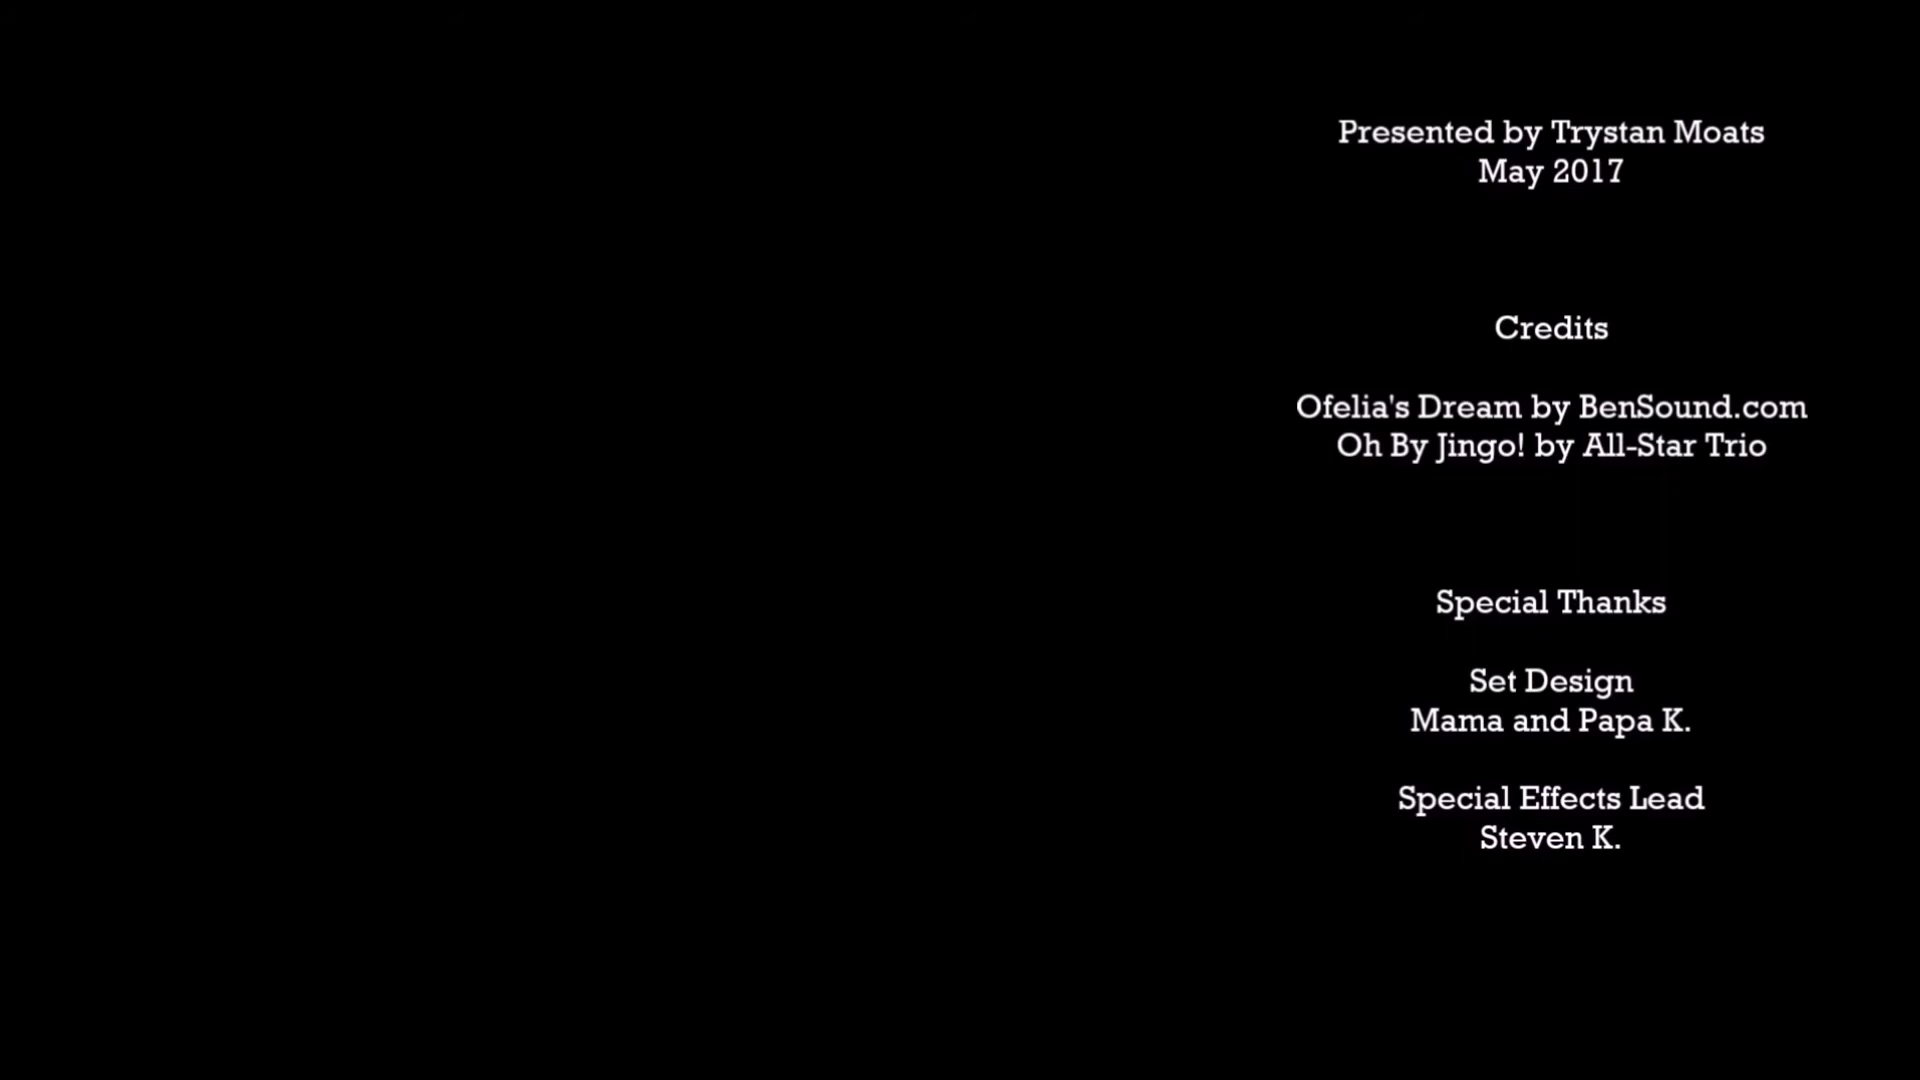 Presented by Trystan Moats
May 2017
Credits
Ofelia's Dream by BenSound.com
Oh By Jingo! by All-Star Trio
Special Thanks
Set Design
Mama and Papa K.
Special Effects Lead
Steven K.